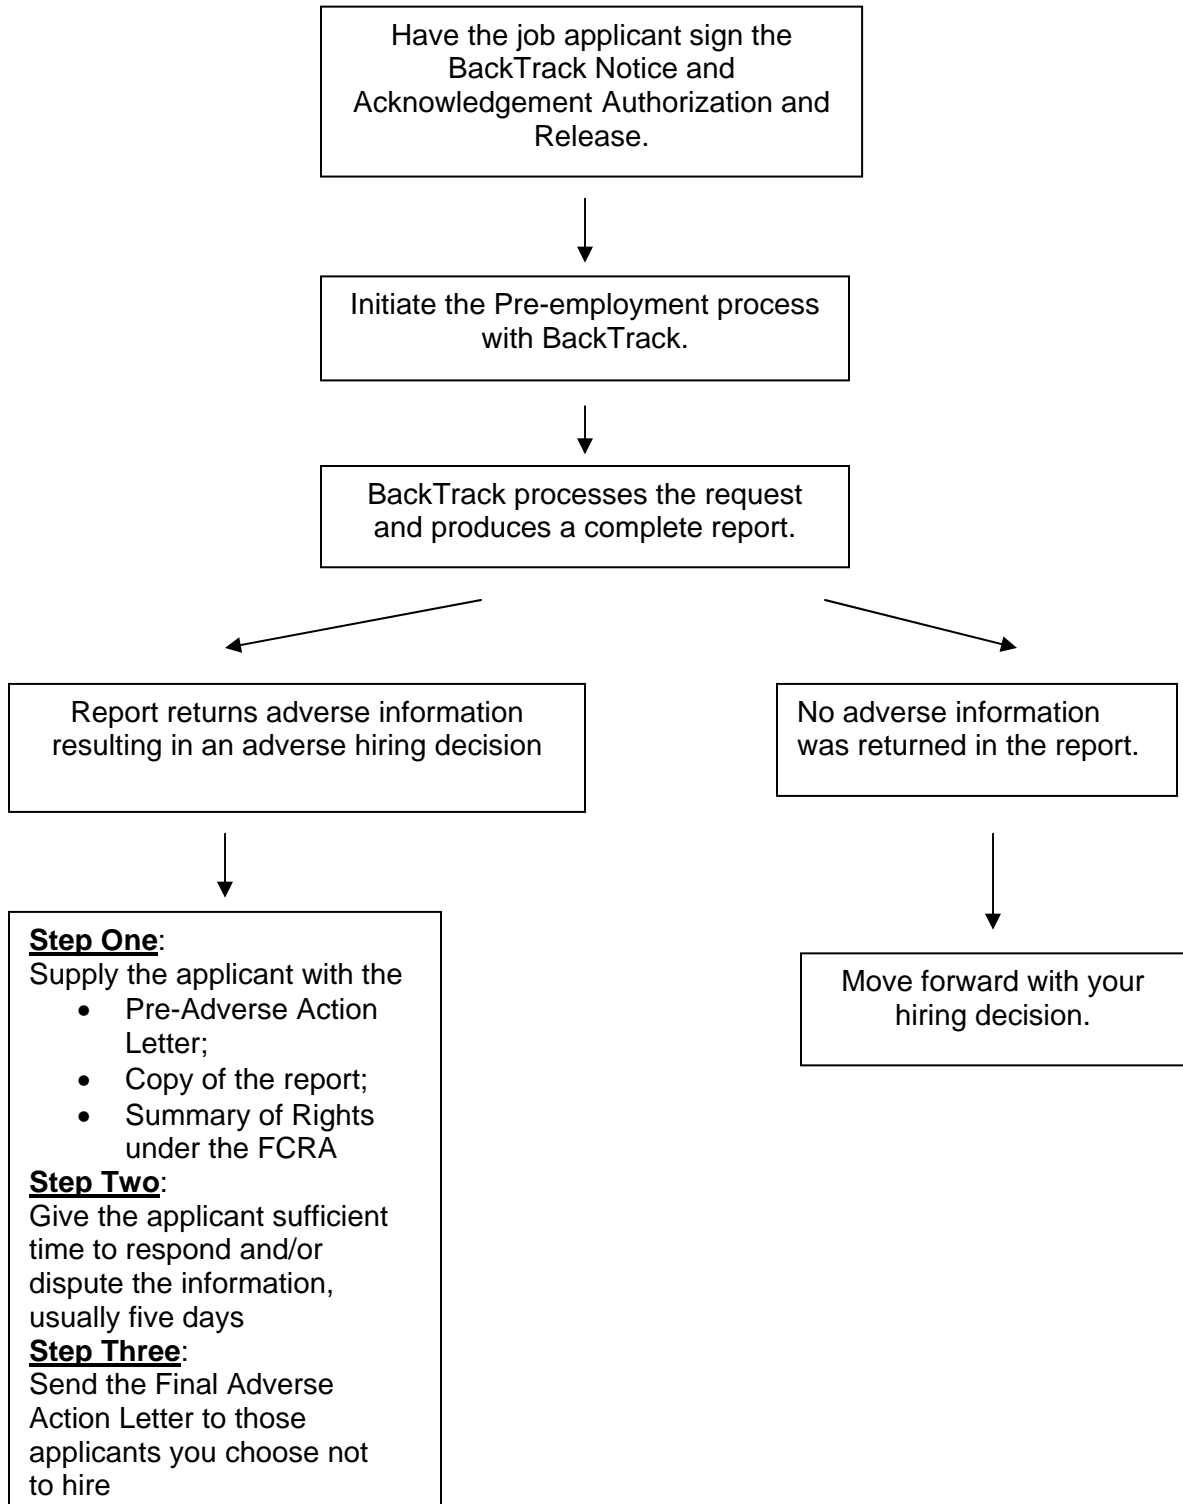 Have the job applicant sign the
BackTrack Notice and
Acknowledgement Authorization and
Release.
Initiate the Pre-employment process
with BackTrack.
BackTrack processes the request
and produces a complete report.
Report returns adverse information
resulting in an adverse hiring decision
No adverse information
was returned in the report.
Step One:
Supply the applicant with the
• Pre-Adverse Action
Letter;
• Copy of the report;
• Summary of Rights
under the FCRA
Step Two:
Give the applicant sufficient
time to respond and/or
dispute the information,
usually five days
Step Three:
Send the Final Adverse
Action Letter to those
applicants you choose not
to hire
Move forward with your
hiring decision.